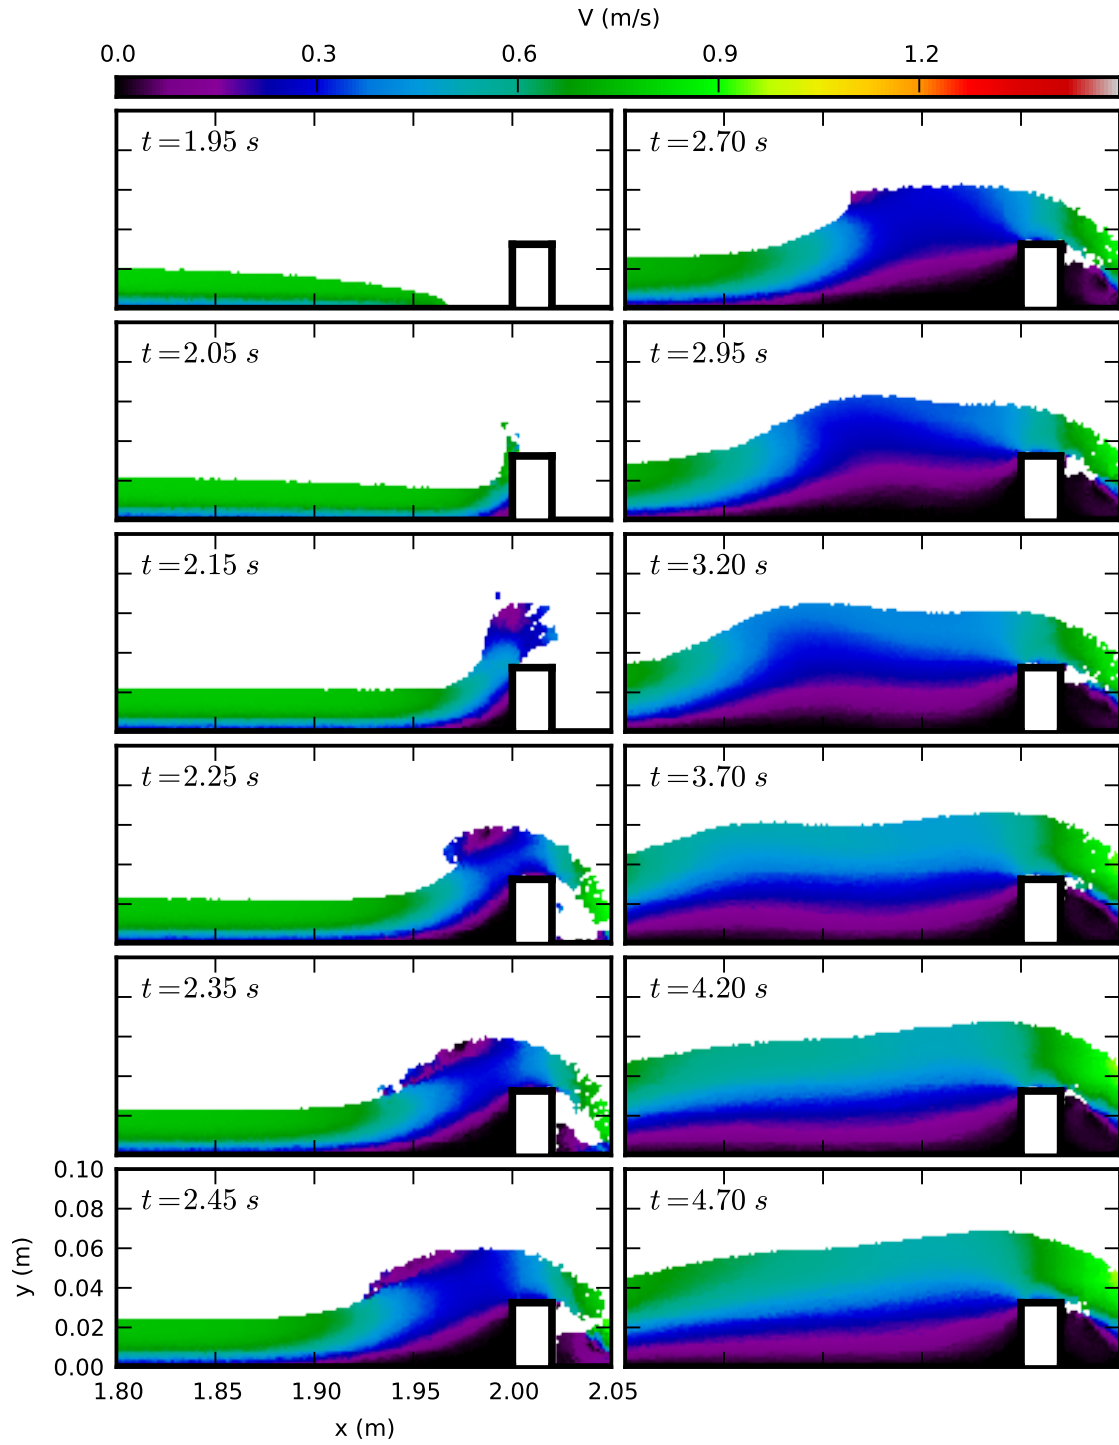 V (m/s)
0.0 0.3 0.6 0.9 1.2
t=1.95 s
t=2.70 s
t=2.05 s
t=2.95 s
t=2.15 s
t=3.20 s
t=2.25 s
t=3.70 s
t=2.35 s
t=4.20 s
t=2.45 s
t=4.70 s
0.10
0.08
0.06
0.04
0.02
0.00
y (m)
1.80 1.85 1.90 1.95 2.00 2.05
x (m)